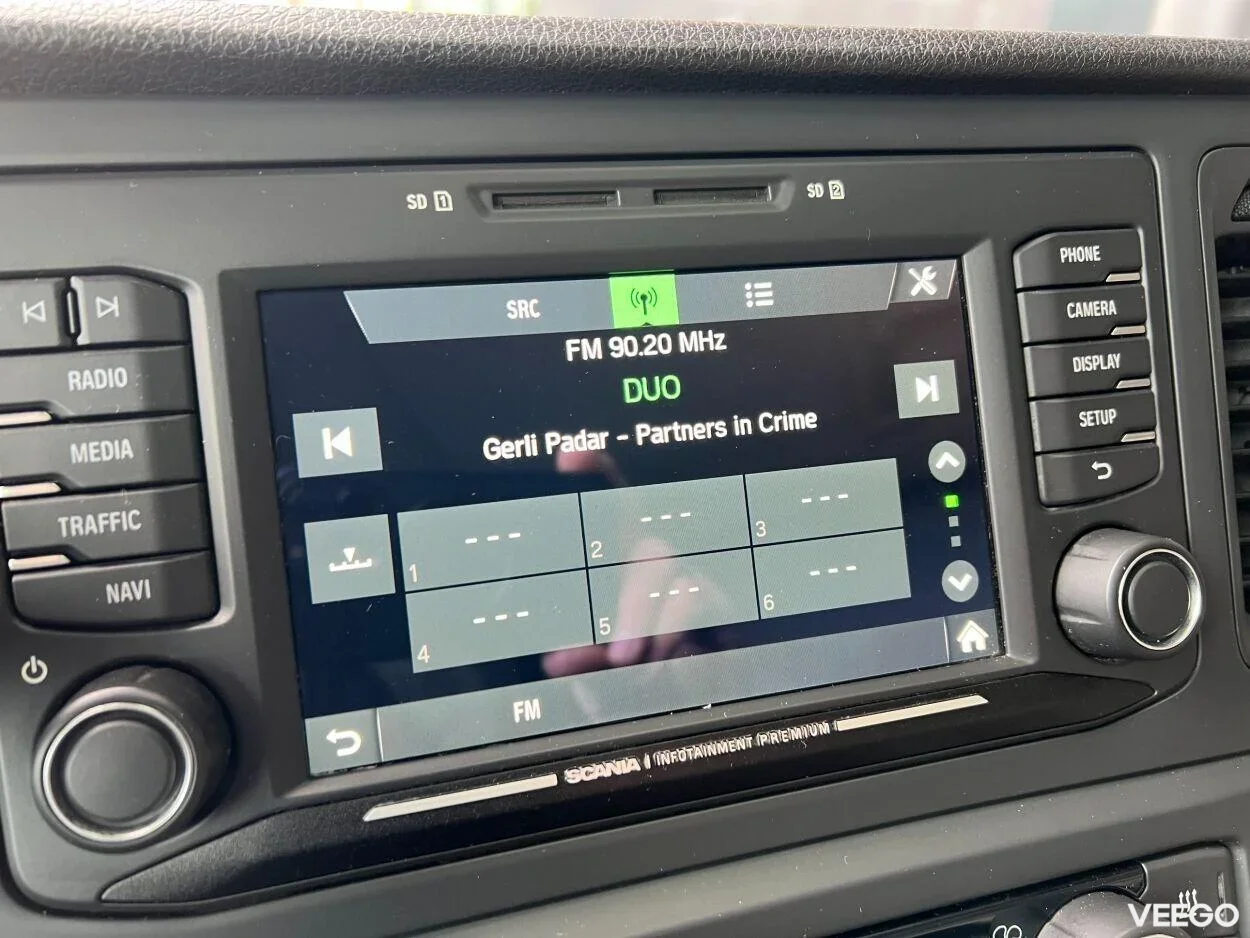 SD 1
SD 2
PHONE
CAMERA
DISPLAY
SETUP
RADIO
MEDIA
TRAFFIC
NAVI
SRC
FM 90.20 MHz
DUO
Gerli Padar - Partners in Crime
--- 1
--- 2
--- 3
--- 4
--- 5
--- 6
FM
SCANIA | INFOTAINMENT PREMIUM
VEEGO